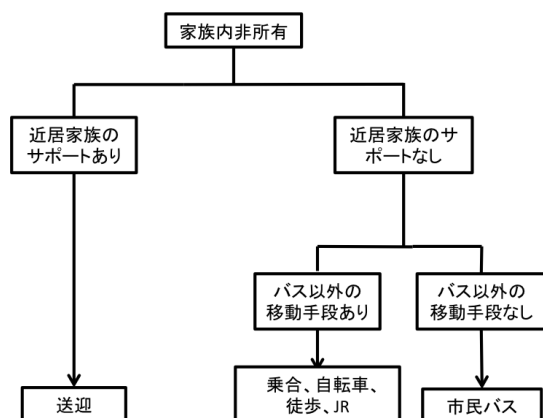 家族内非所有
近居家族の
サポートあり
近居家族のサ
ポートなし
バス以外の
移動手段あり
バス以外の
移動手段なし
送迎
乗合、自転車、
徒歩、JR
市民バス